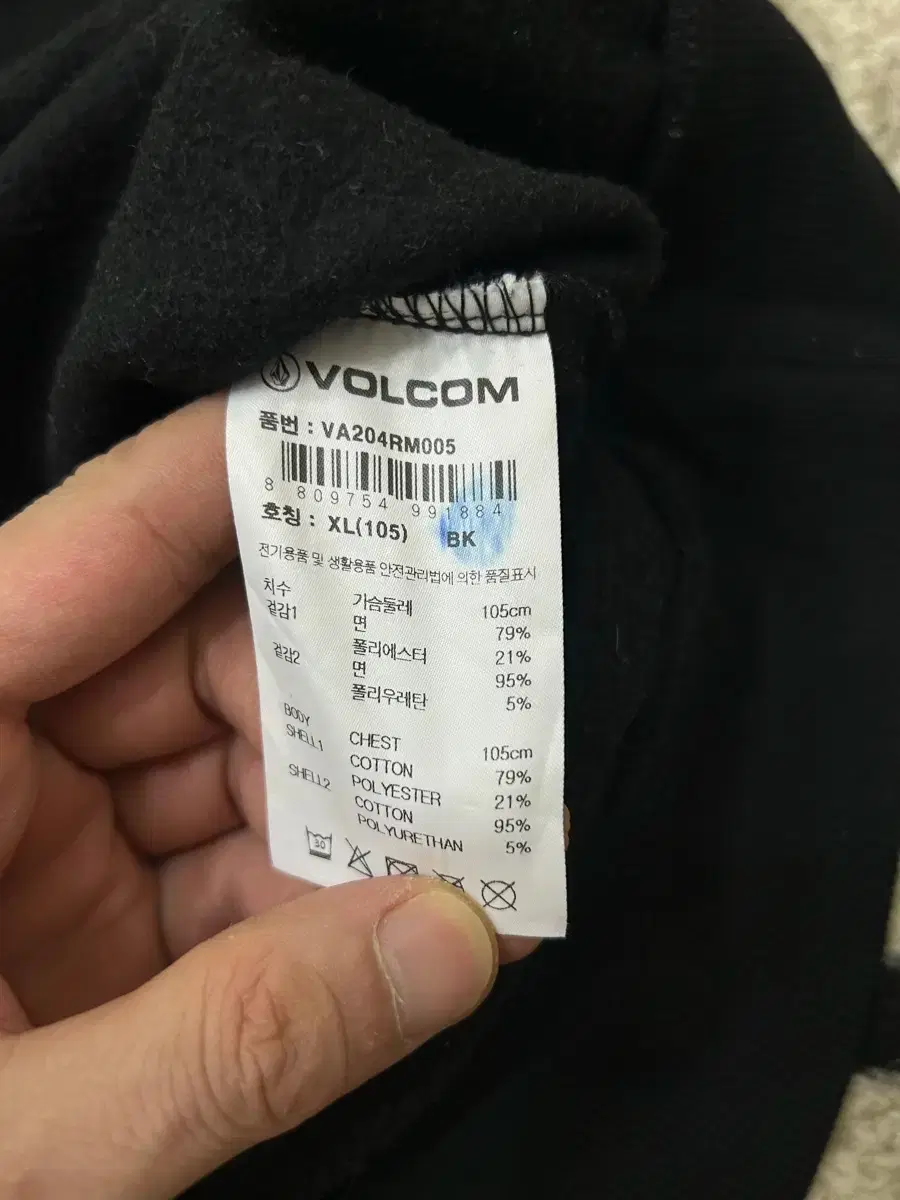 VOLCOM
품번 : VA204RM005
8 809754 991884
호칭 : XL(105) BK
전기용품 및 생활용품 안전관리법에 의한 품질표시
치수 가슴둘레 105cm
겉감1 면 79%
폴리에스터 21%
겉감2 면 95%
폴리우레탄 5%
BODY CHEST 105cm
SHELL1 COTTON 79%
POLYESTER 21%
SHELL2 COTTON 95%
POLYURETHAN 5%
30